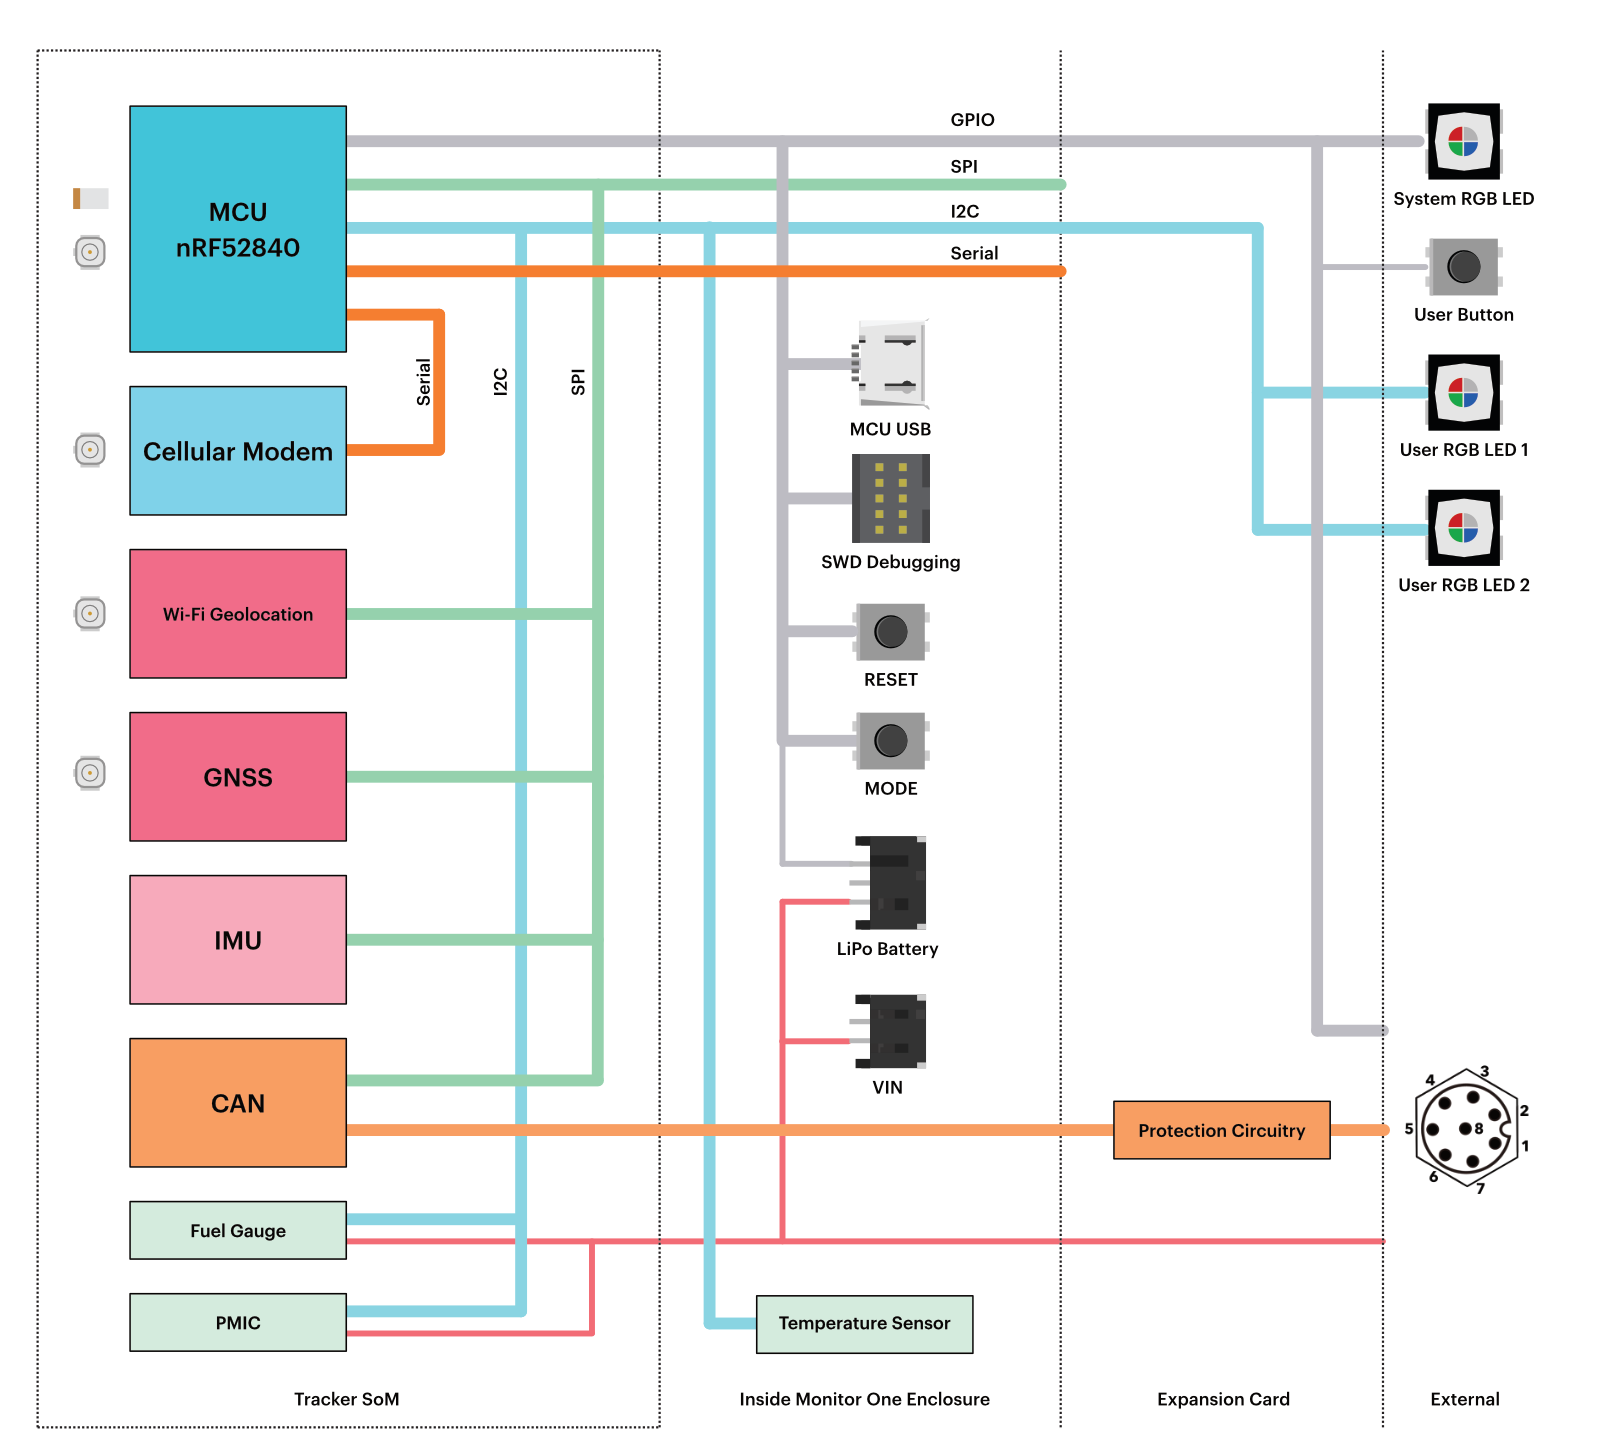 GPIO
SPI
I2C
Serial
MCU
nRF52840
Serial
I2C
SPI
Cellular Modem
Wi-Fi Geolocation
GNSS
IMU
CAN
Fuel Gauge
PMIC
Tracker SoM
MCU USB
SWD Debugging
RESET
MODE
LiPo Battery
VIN
Temperature Sensor
Inside Monitor One Enclosure
Protection Circuitry
Expansion Card
System RGB LED
User Button
User RGB LED 1
User RGB LED 2
3
4
2
5
8
1
6
7
External